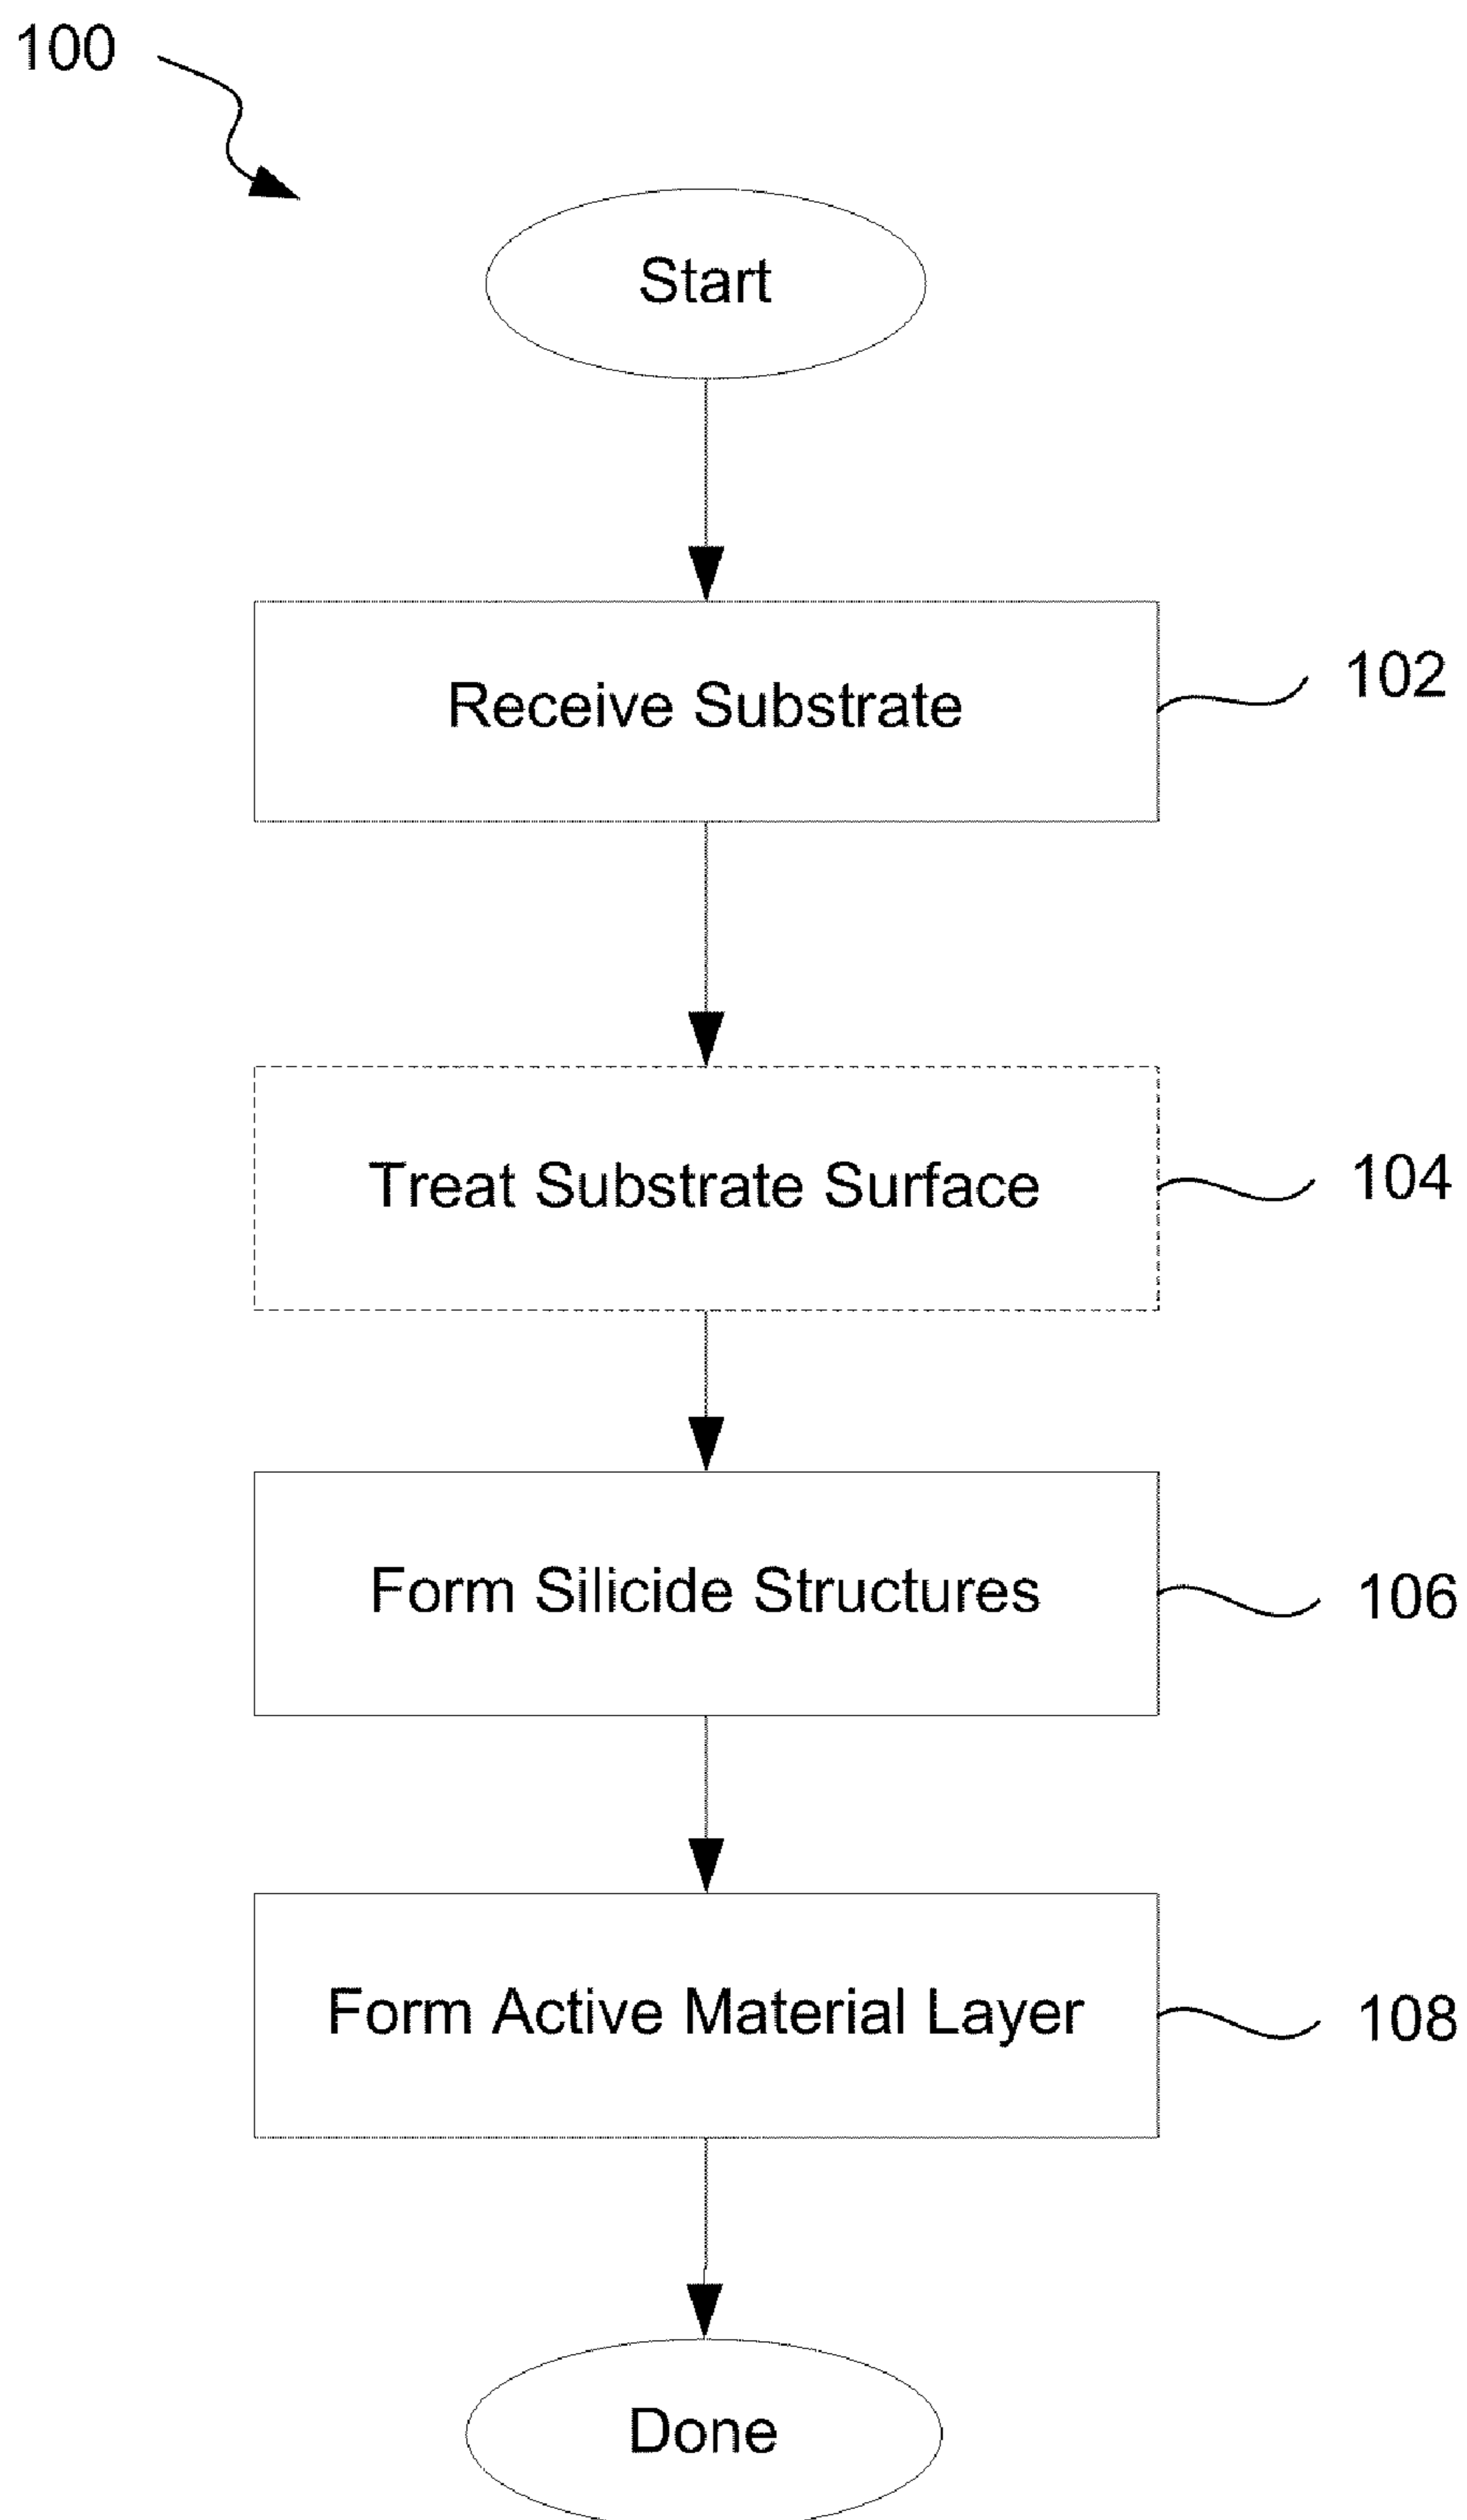 100
Start
Receive Substrate
102
Treat Substrate Surface
104
Form Silicide Structures
106
Form Active Material Layer
108
Done